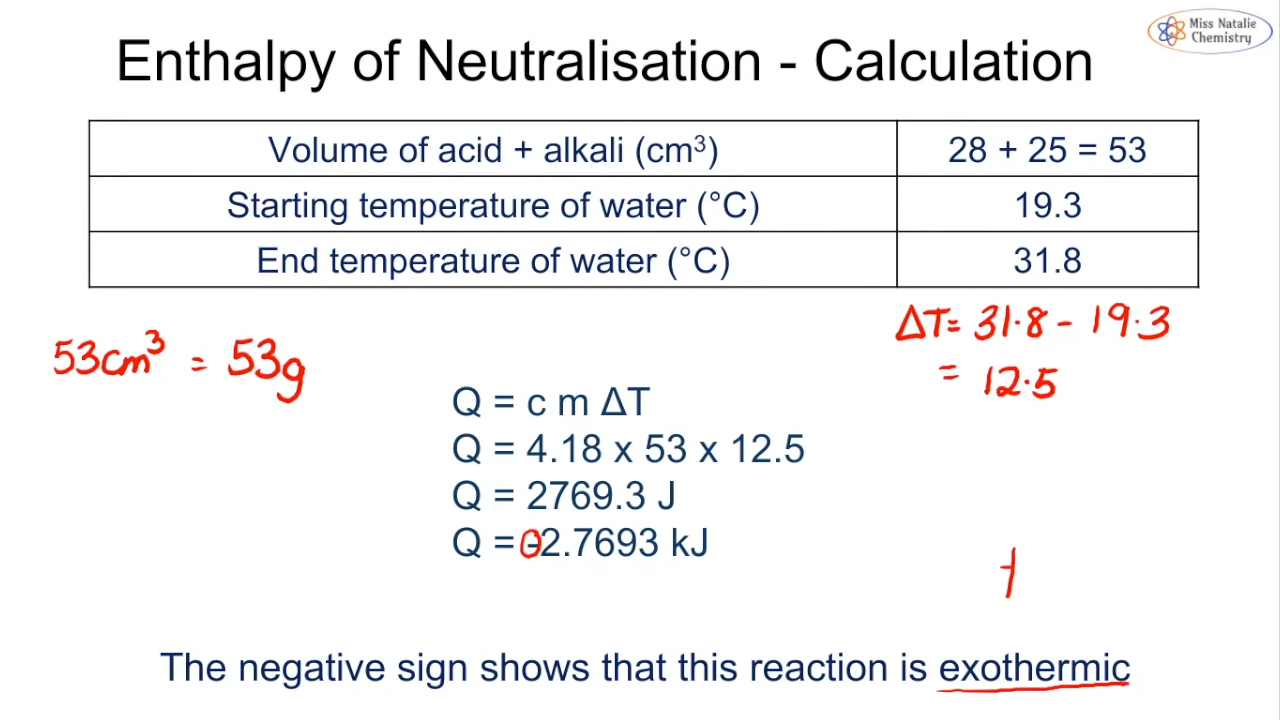 Miss Natalie
Chemistry
Enthalpy of Neutralisation - Calculation
Volume of acid + alkali (cm³) 28 + 25 = 53
Starting temperature of water (°C) 19.3
End temperature of water (°C) 31.8
ΔT= 31.8 - 19.3
= 12.5
53cm³ = 53g
Q = c m ΔT
Q = 4.18 x 53 x 12.5
Q = 2769.3 J
Q = -2.7693 kJ
The negative sign shows that this reaction is exothermic